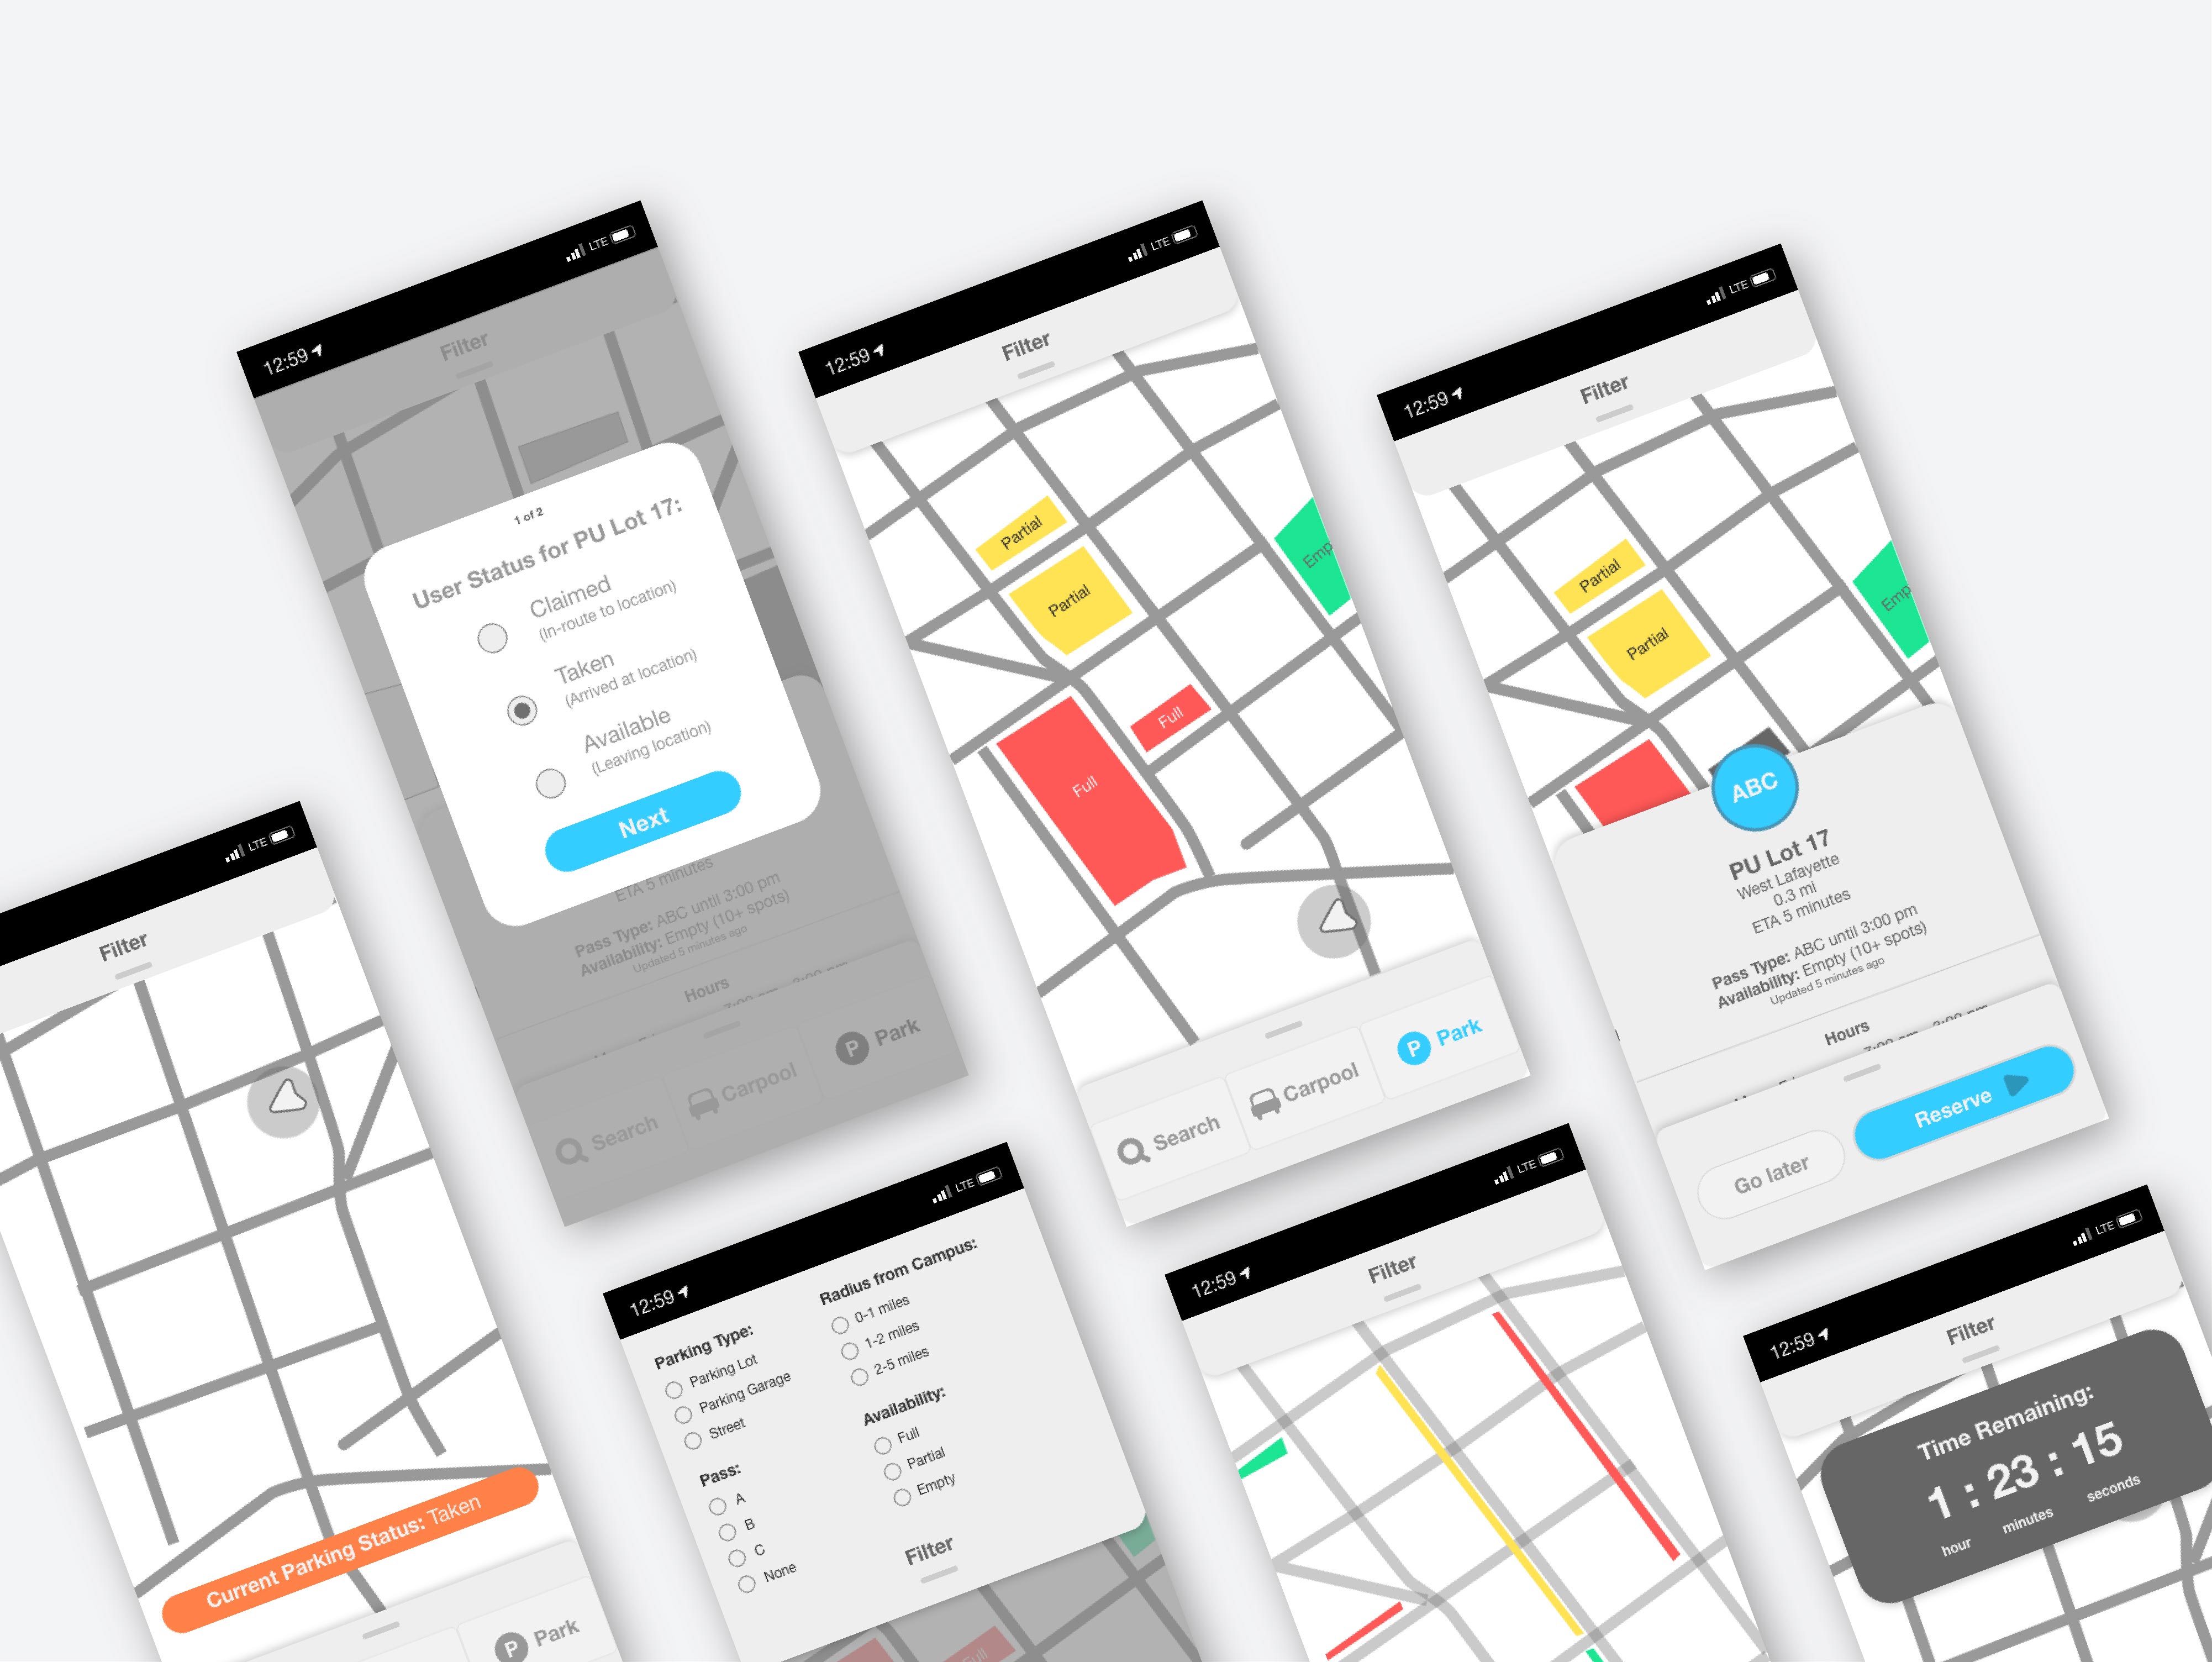 LTE
12:59
Filter
1 of 2
User Status for PU Lot 17:
Claimed
(In-route to location)
Taken
(Arrived at location)
Available
(Leaving location)
Next
ETA 5 minutes
Pass Type: ABC until 3:00 pm
Availability: Empty (10+ spots)
Updated 5 minutes ago
Hours
Search
Carpool
P Park
LTE
12:59
Filter
Partial
Partial
Emp
Full
Full
Search
Carpool
P Park
LTE
12:59
Filter
Partial
Partial
Emp
ABC
PU Lot 17
West Lafayette
0.3 mi
ETA 5 minutes
Pass Type: ABC until 3:00 pm
Availability: Empty (10+ spots)
Updated 5 minutes ago
Hours
Go later
Reserve
LTE
Filter
Current Parking Status: Taken
P Park
LTE
12:59
Parking Type:
Parking Lot
Parking Garage
Street
Pass:
A
B
C
None
Radius from Campus:
0-1 miles
1-2 miles
2-5 miles
Availability:
Full
Partial
Empty
Filter
Full
LTE
12:59
Filter
LTE
12:59
Filter
Time Remaining:
1 : 23 : 15
hour minutes seconds